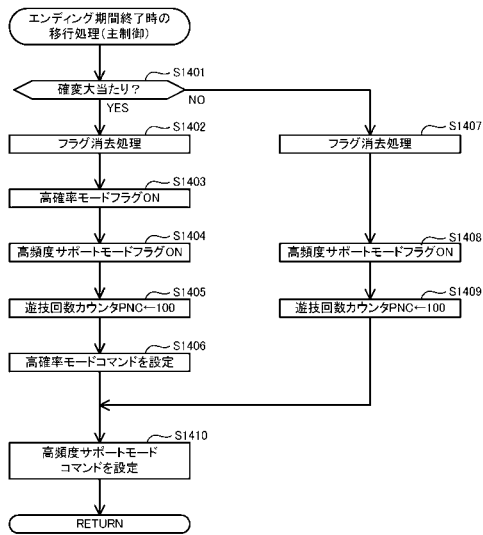 エンディング期間終了時の
移行処理(主制御)
S1401
確変大当たり?
YES
NO
S1402
フラグ消去処理
S1403
高確率モードフラグON
S1404
高頻度サポートモードフラグON
S1405
遊技回数カウンタPNC←100
S1406
高確率モードコマンドを設定
S1407
フラグ消去処理
S1408
高頻度サポートモードフラグON
S1409
遊技回数カウンタPNC←100
S1410
高頻度サポートモード
コマンドを設定
RETURN